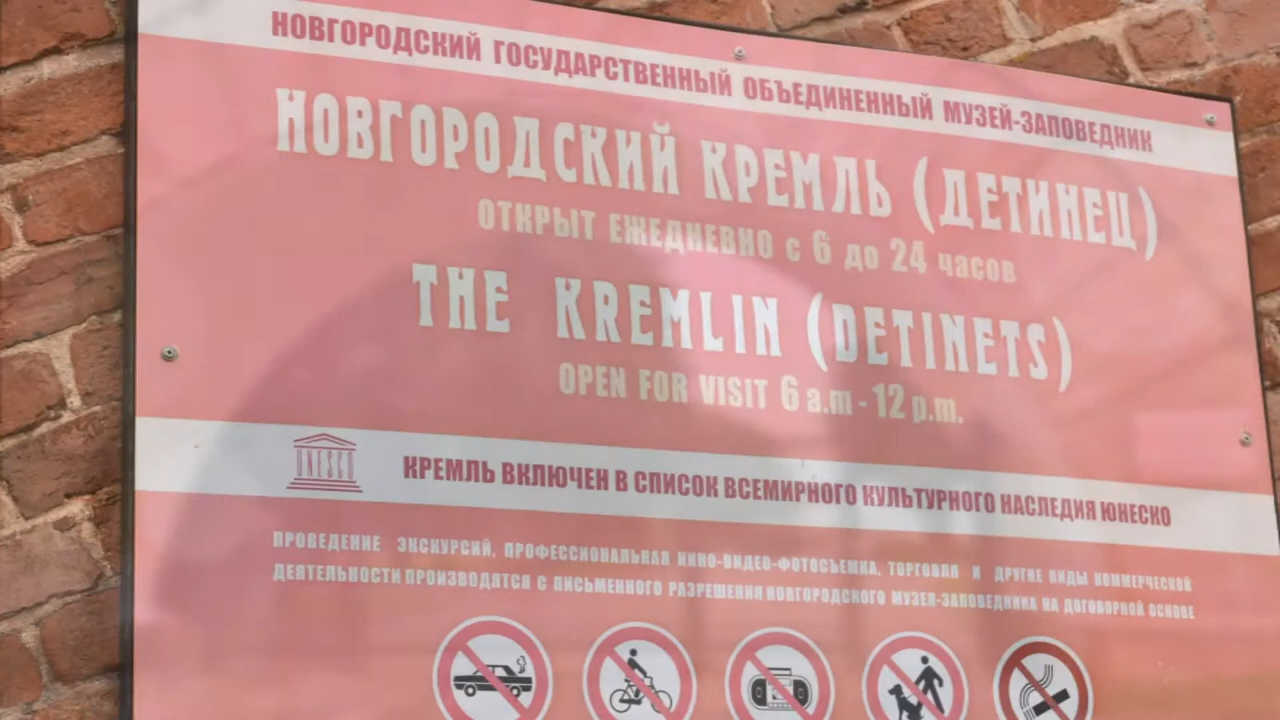 НОВГОРОДСКИЙ ГОСУДАРСТВЕННЫЙ ОБЪЕДИНЕННЫЙ МУЗЕЙ-ЗАПОВЕДНИК
НОВГОРОДСКИЙ КРЕМЛЬ (ДЕТИНЕЦ)
ОТКРЫТ ЕЖЕДНЕВНО с 6 до 24 часов
THE KREMLIN (DETINETS)
OPEN FOR VISIT 6 a.m - 12 p.m.
UNESCO
КРЕМЛЬ ВКЛЮЧЕН В СПИСОК ВСЕМИРНОГО КУЛЬТУРНОГО НАСЛЕДИЯ ЮНЕСКО
ПРОВЕДЕНИЕ ЭКСКУРСИЙ, ПРОФЕССИОНАЛЬНАЯ КИНО-ВИДЕО-ФОТОСЪЕМКА, ТОРГОВЛЯ И ДРУГИЕ ВИДЫ КОММЕРЧЕСКОЙ
ДЕЯТЕЛЬНОСТИ ПРОИЗВОДЯТСЯ С ПИСЬМЕННОГО РАЗРЕШЕНИЯ НОВГОРОДСКОГО МУЗЕЯ-ЗАПОВЕДНИКА НА ДОГОВОРНОЙ ОСНОВЕ